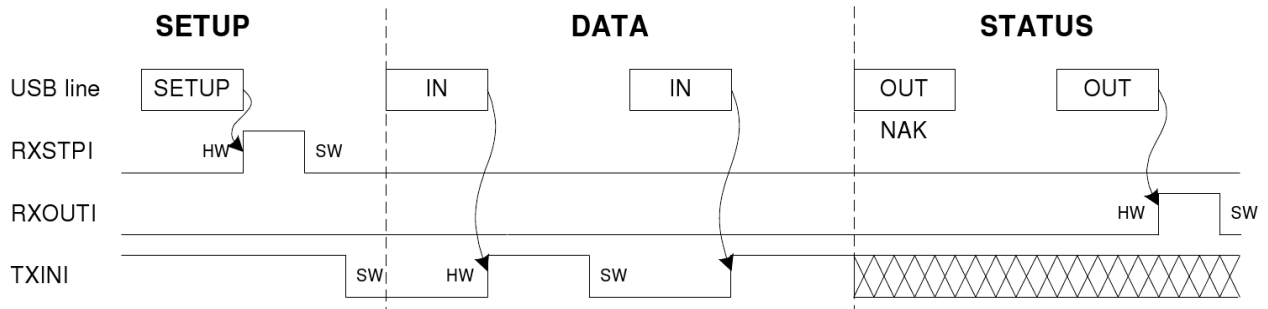 SETUP DATA STATUS
USB line SETUP IN IN OUT OUT
NAK
RXSTPI HW SW
RXOUTI HW SW
TXINI SW HW SW